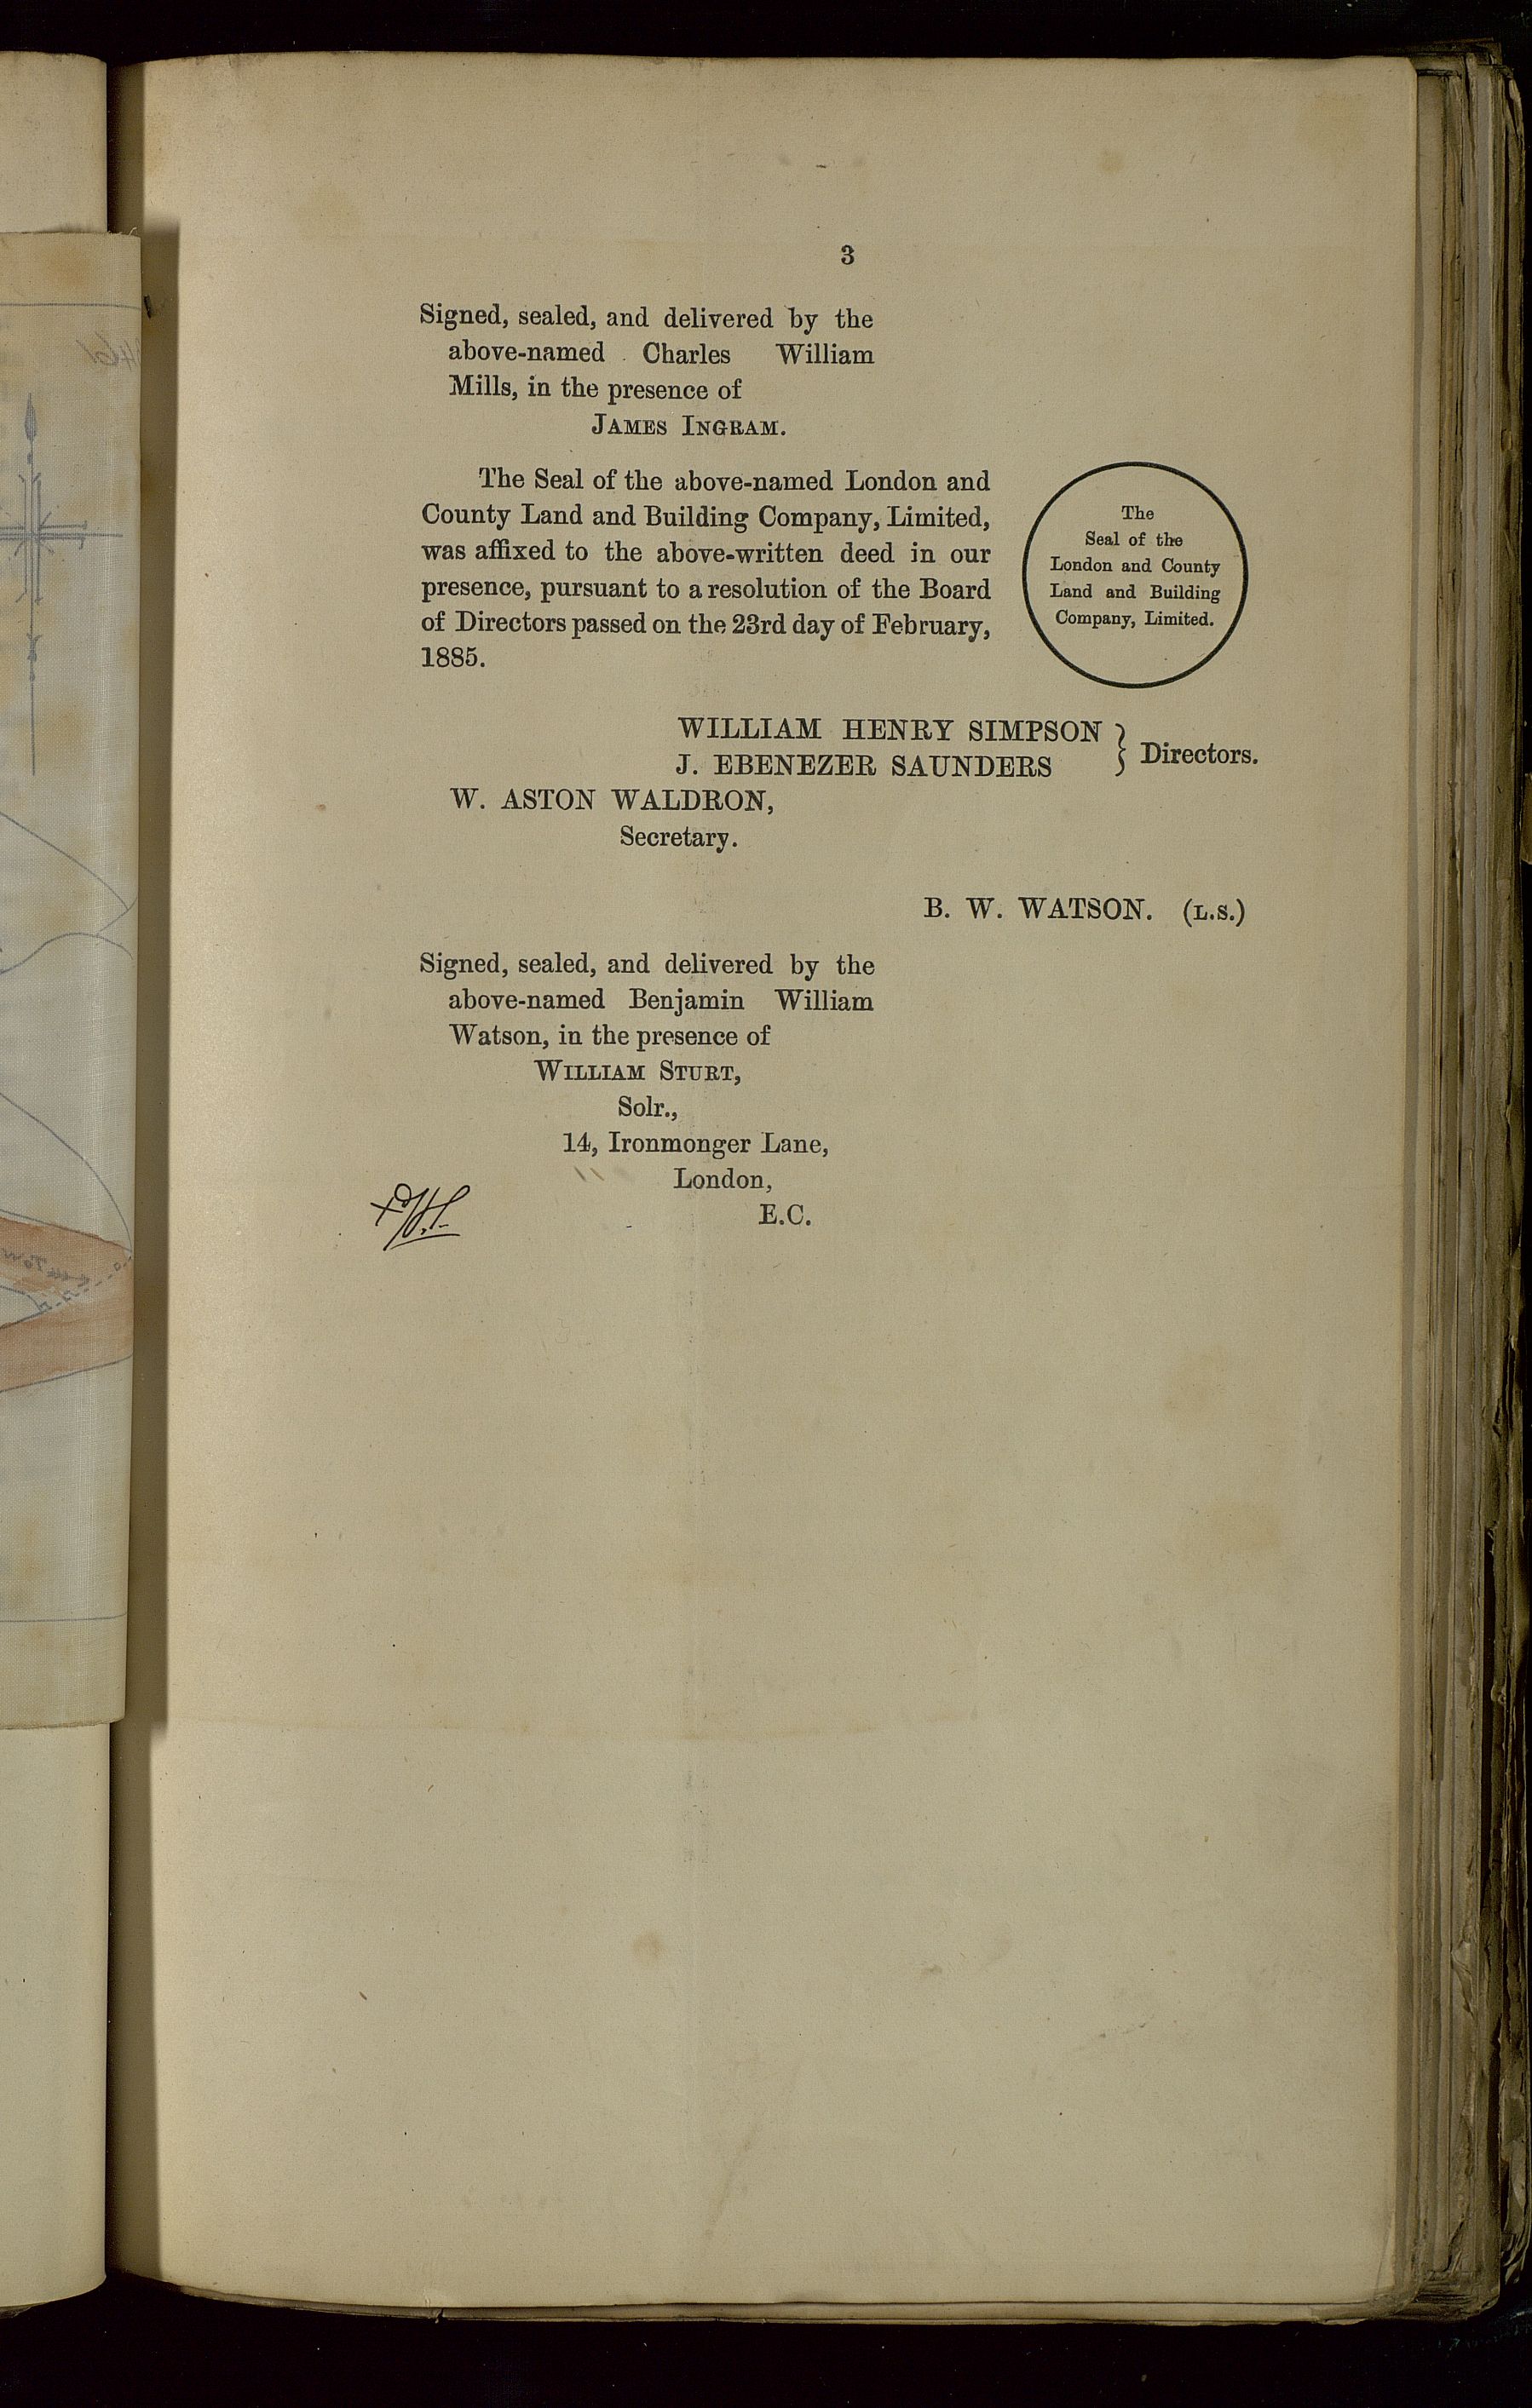 3
Signed, sealed, and delivered by the
above-named Charles William
Mills, in the presence of
JAMES INGRAM.
The Seal of the above-named London and
County Land and Building Company, Limited,
was affixed to the above-written deed in our
presence, pursuant to a resolution of the Board
of Directors passed on the 23rd day of February,
1885.
The
Seal of the
London and County
Land and Building
Company, Limited.
WILLIAM HENRY SIMPSON
J. EBENEZER SAUNDERS
} Directors.
W. ASTON WALDRON,
Secretary.
B. W. WATSON. (L.S.)
Signed, sealed, and delivered by the
above-named Benjamin William
Watson, in the presence of
WILLIAM STURT,
Solr.,
14, Ironmonger Lane,
London,
E.C.